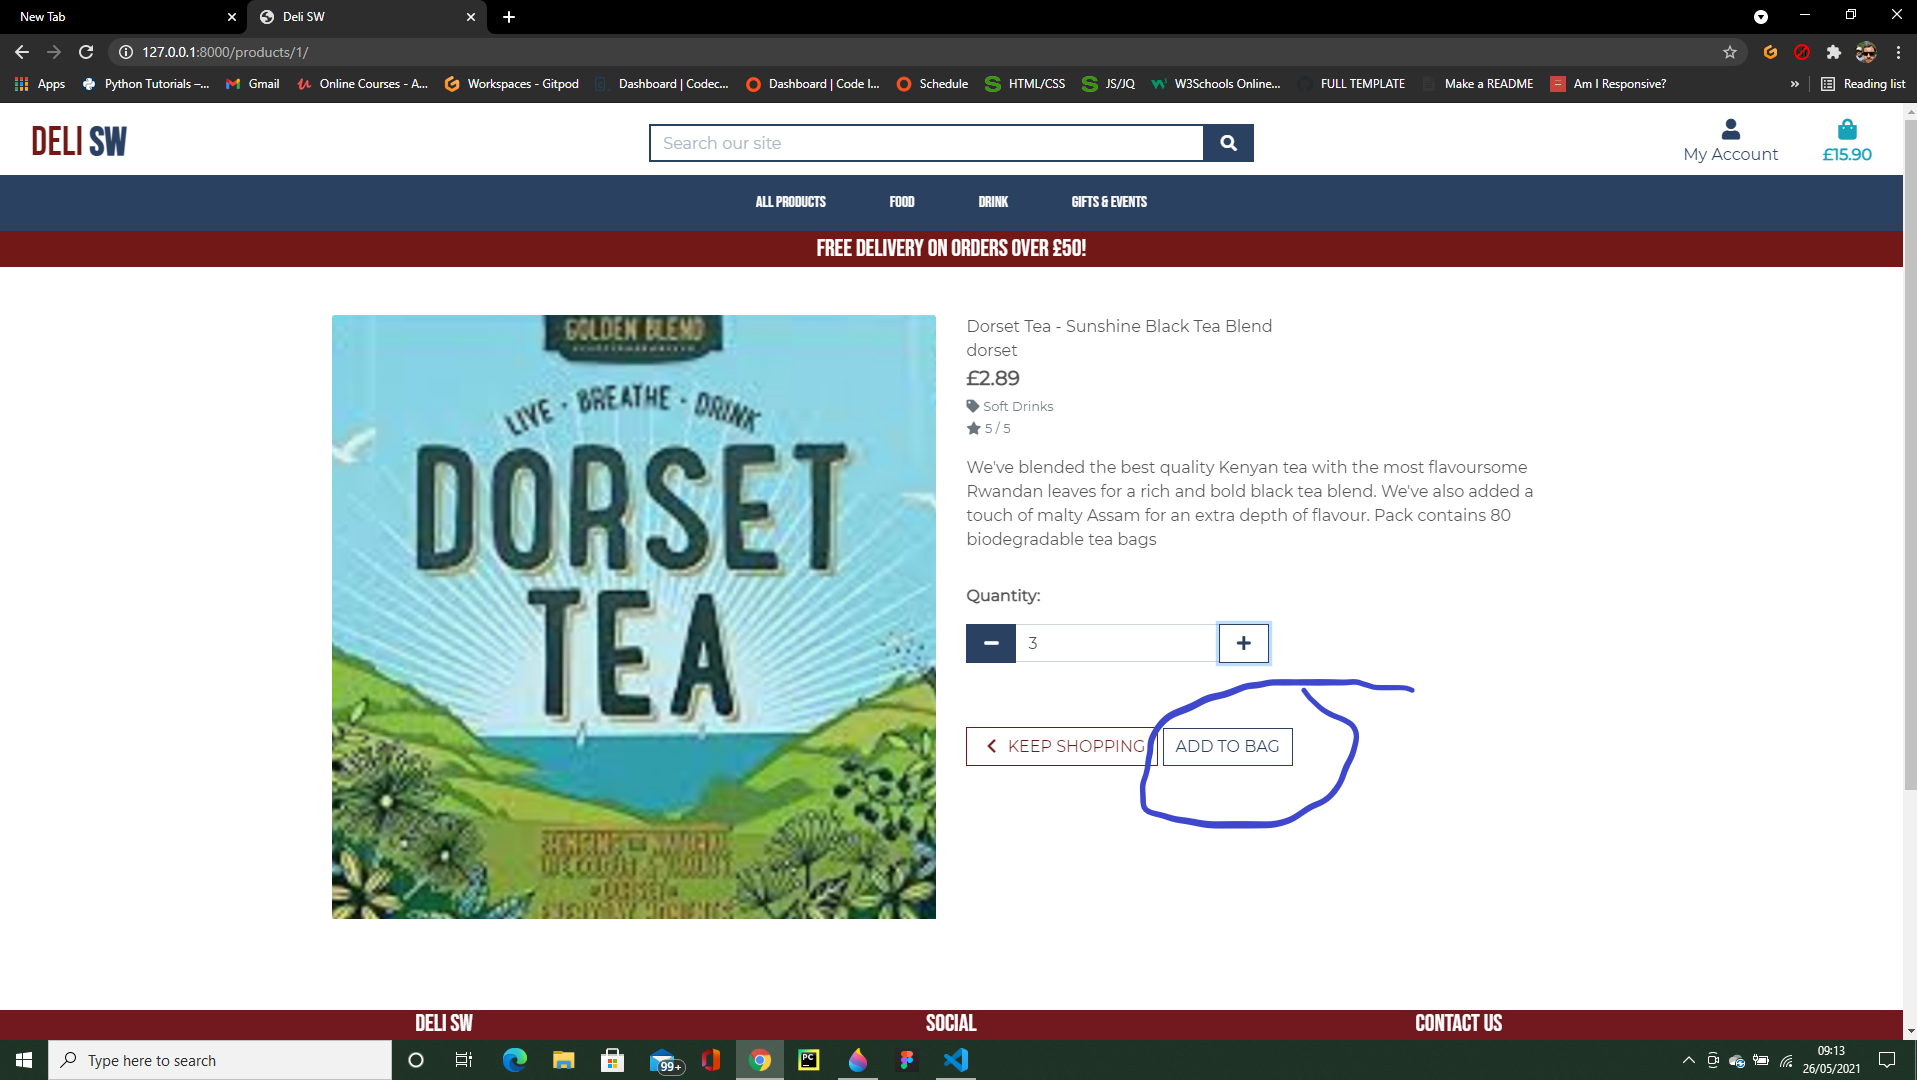 New Tab
Deli SW
127.0.0.1:8000/products/1/
Apps
Python Tutorials –...
Gmail
Online Courses - A...
Workspaces - Gitpod
Dashboard | Codec...
Dashboard | Code I...
Schedule
HTML/CSS
JS/JQ
W3Schools Online...
FULL TEMPLATE
Make a README
Am I Responsive?
»
Reading list
DELI SW
Search our site
My Account
£15.90
ALL PRODUCTS
FOOD
DRINK
GIFTS & EVENTS
FREE DELIVERY ON ORDERS OVER £50!
GOLDEN BLEND
LIVE · BREATHE · DRINK
DORSET
TEA
Dorset Tea - Sunshine Black Tea Blend
dorset
£2.89
Soft Drinks
5 / 5
We've blended the best quality Kenyan tea with the most flavoursome
Rwandan leaves for a rich and bold black tea blend. We've also added a
touch of malty Assam for an extra depth of flavour. Pack contains 80
biodegradable tea bags
Quantity:
3
KEEP SHOPPING
ADD TO BAG
DELI SW
SOCIAL
CONTACT US
Type here to search
99+
PC
09:13
26/05/2021